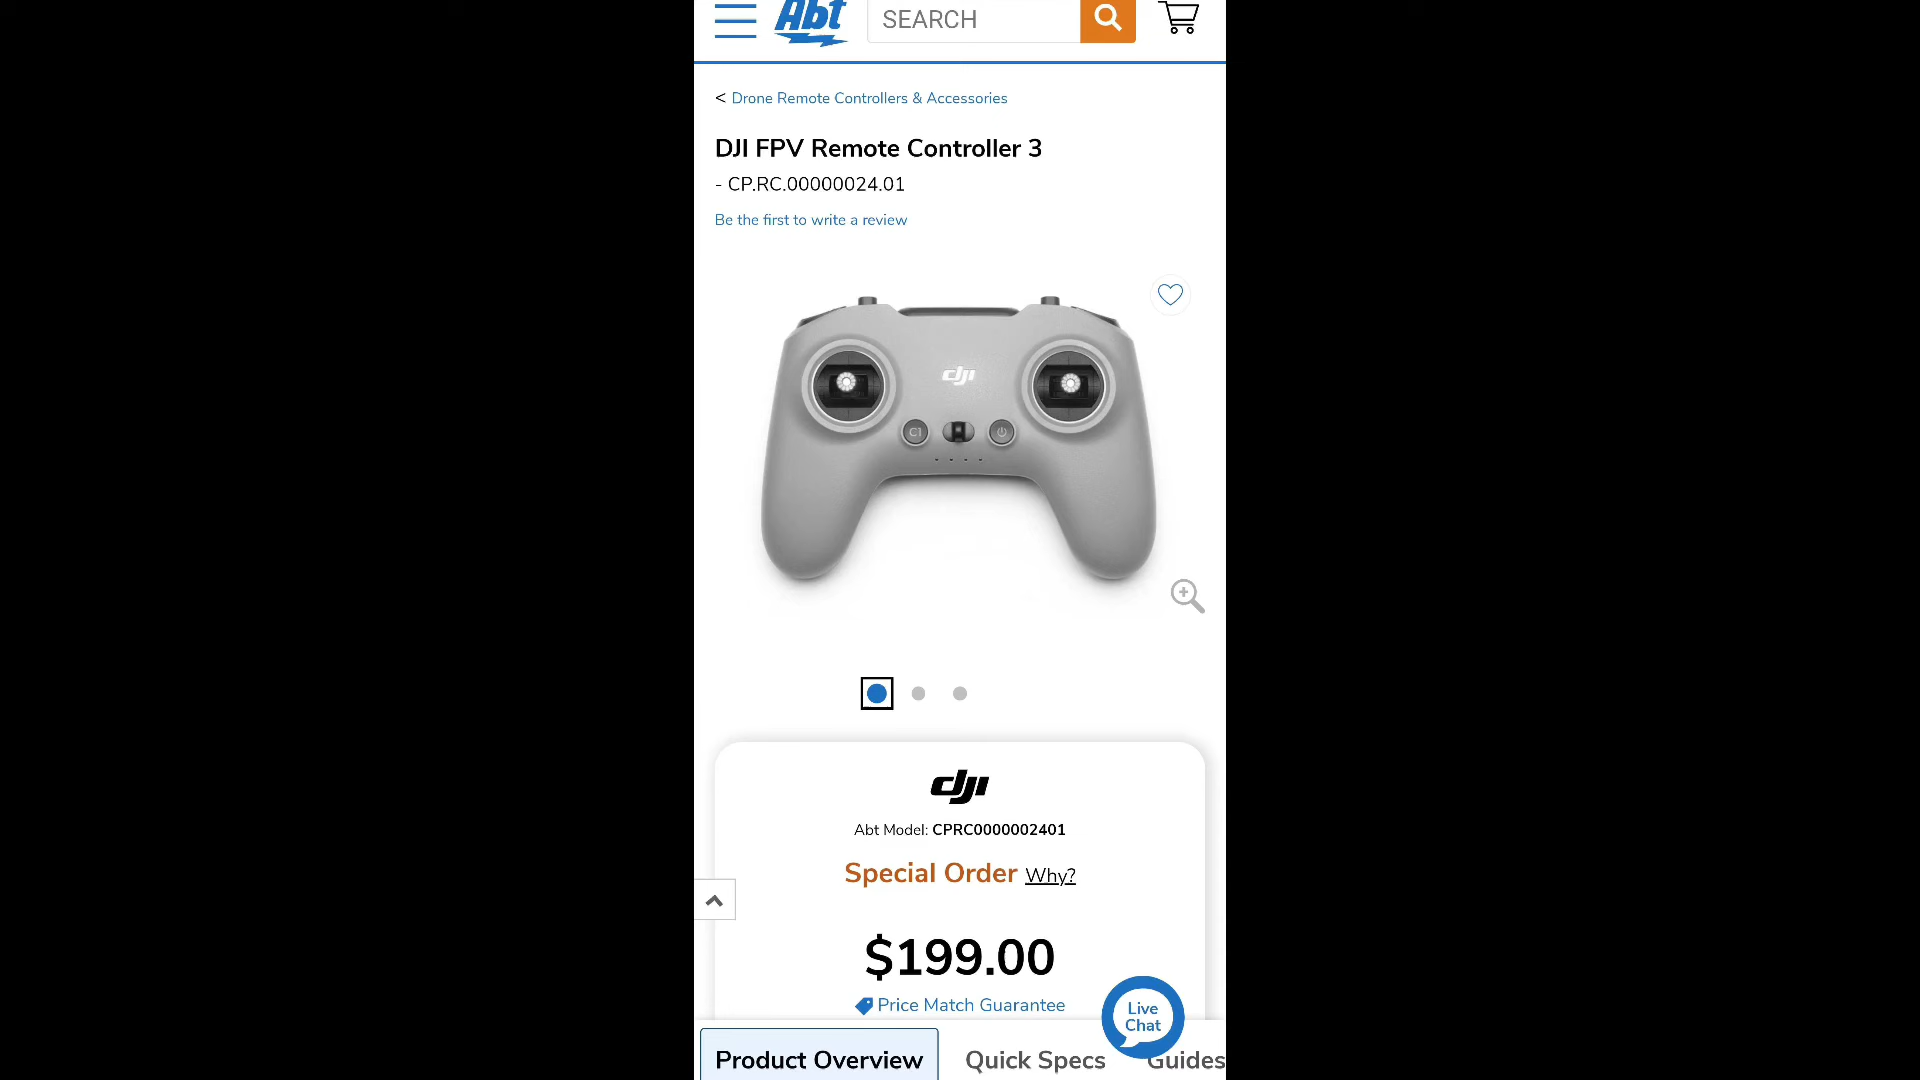 Abt
SEARCH
< Drone Remote Controllers & Accessories
DJI FPV Remote Controller 3
- CP.RC.00000024.01
Be the first to write a review
dji
C1
dji
Abt Model: CPRC0000002401
Special Order Why?
$199.00
Price Match Guarantee
Live
Chat
Product Overview
Quick Specs
Guides